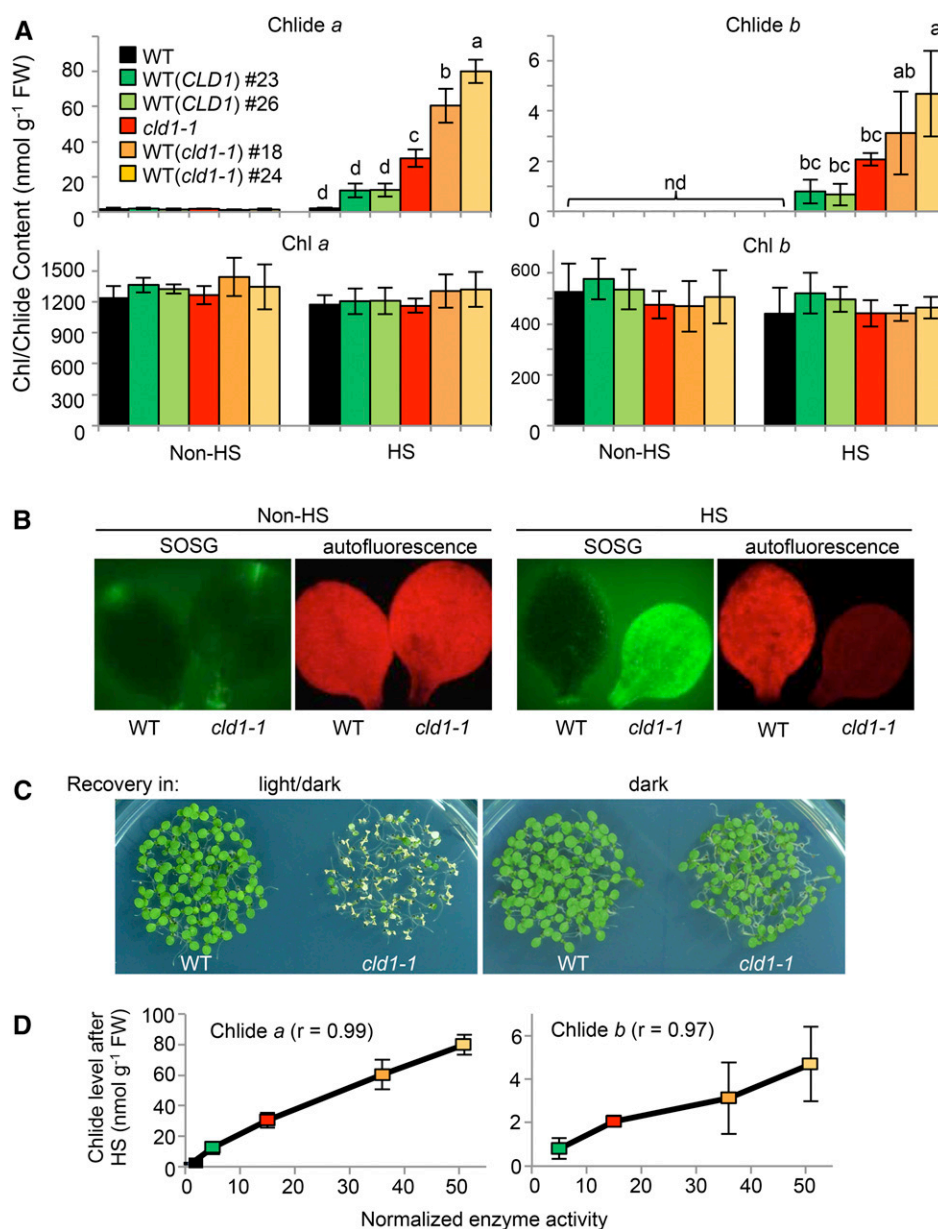 A
Chlide a
Chlide b
Chl/Chlide Content (nmol g⁻¹ FW)
80
60
40
20
0
WT
WT(CLD1) #23
WT(CLD1) #26
cld1-1
WT(cld1-1) #18
WT(cld1-1) #24
d
d
d
c
b
a
6
4
2
0
nd
bc
bc
bc
ab
a
Chl a
1500
1200
900
600
300
0
Non-HS
HS
Chl b
600
400
200
0
Non-HS
HS
B
Non-HS
HS
SOSG
autofluorescence
SOSG
autofluorescence
WT
cld1-1
WT
cld1-1
WT
cld1-1
WT
cld1-1
C
Recovery in:
light/dark
dark
WT
cld1-1
WT
cld1-1
D
Chlide level after
HS (nmol g⁻¹ FW)
100
80
60
40
20
0
Chlide a (r = 0.99)
0 10 20 30 40 50
6
4
2
0
Chlide b (r = 0.97)
0 10 20 30 40 50
Normalized enzyme activity